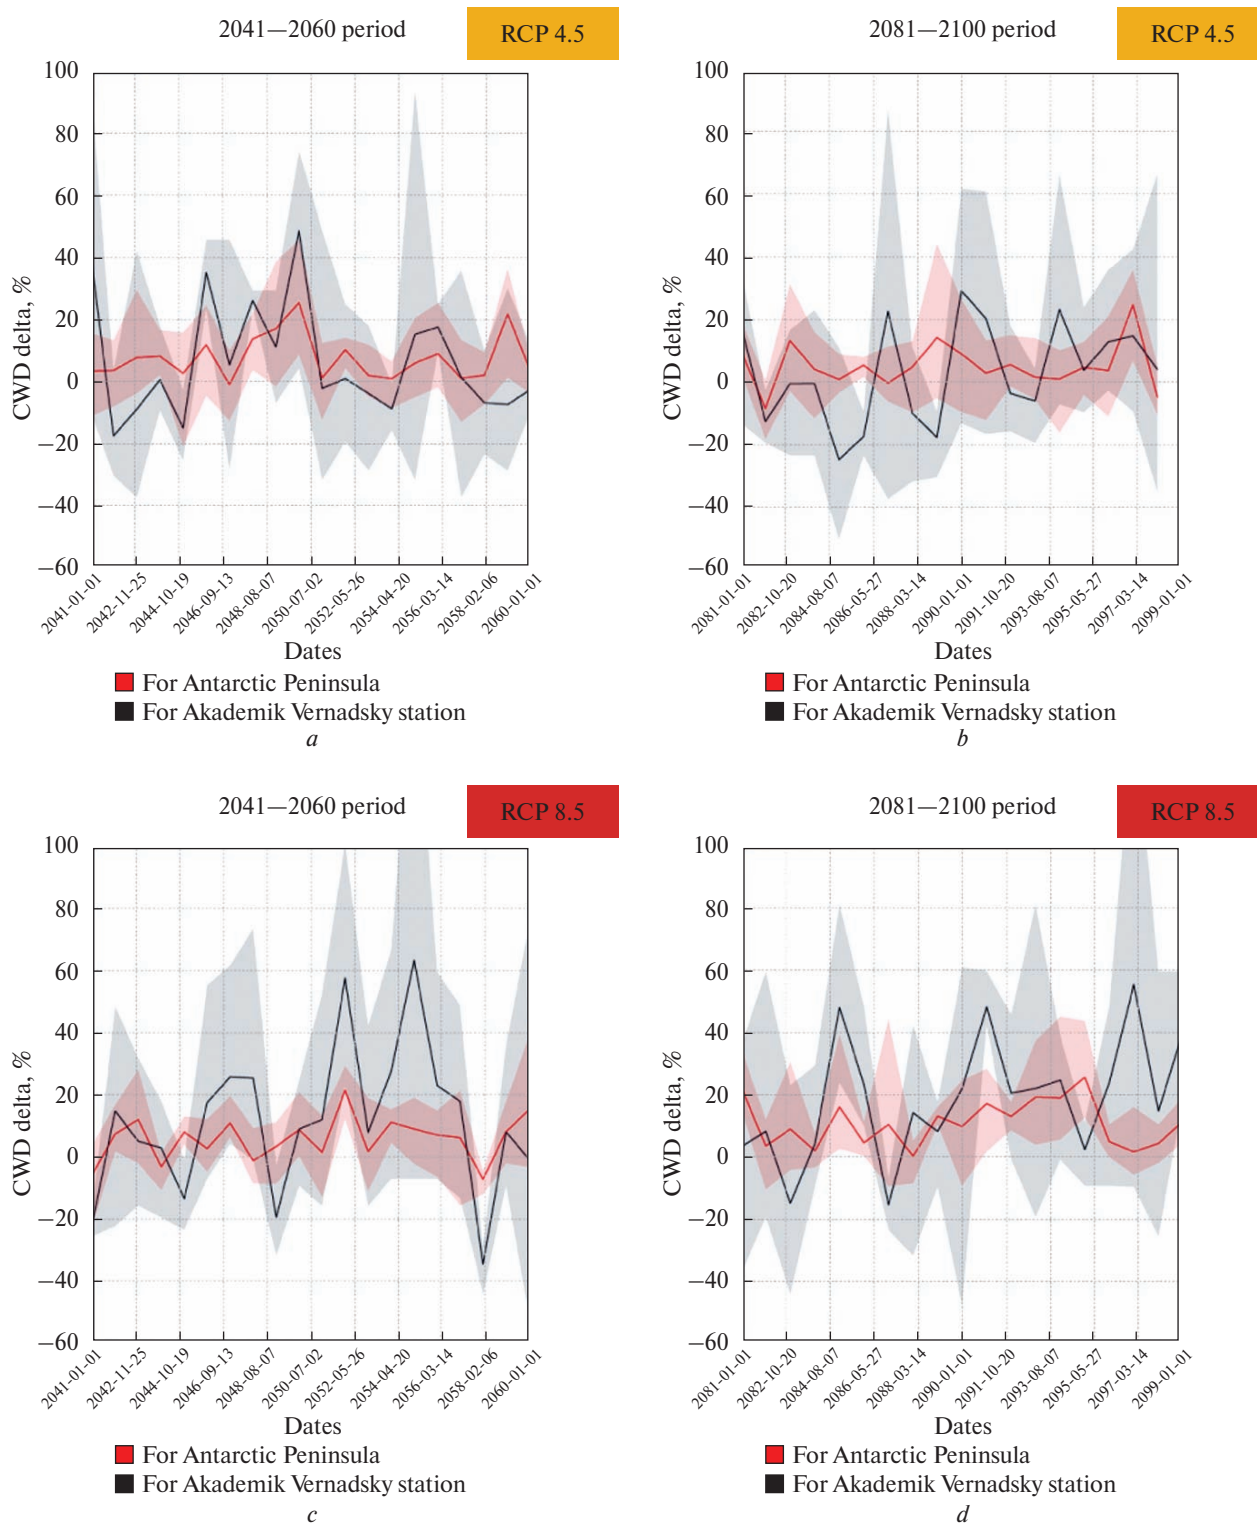 2041—2060 period
RCP 4.5
100
80
60
40
20
0
—20
—40
—60
CWD delta, %
2041-01-01
2042-11-25
2044-10-19
2046-09-13
2048-08-07
2050-07-02
2052-05-26
2054-04-20
2056-03-14
2058-02-06
2060-01-01
Dates
For Antarctic Peninsula
For Akademik Vernadsky station
a
2081—2100 period
RCP 4.5
100
80
60
40
20
0
—20
—40
—60
CWD delta, %
2081-01-01
2082-10-20
2084-08-07
2086-05-27
2088-03-14
2090-01-01
2091-10-20
2093-08-07
2095-05-27
2097-03-14
2099-01-01
Dates
For Antarctic Peninsula
For Akademik Vernadsky station
b
2041—2060 period
RCP 8.5
100
80
60
40
20
0
—20
—40
—60
CWD delta, %
2041-01-01
2042-11-25
2044-10-19
2046-09-13
2048-08-07
2050-07-02
2052-05-26
2054-04-20
2056-03-14
2058-02-06
2060-01-01
Dates
For Antarctic Peninsula
For Akademik Vernadsky station
c
2081—2100 period
RCP 8.5
100
80
60
40
20
0
—20
—40
—60
CWD delta, %
2081-01-01
2082-10-20
2084-08-07
2086-05-27
2088-03-14
2090-01-01
2091-10-20
2093-08-07
2095-05-27
2097-03-14
2099-01-01
Dates
For Antarctic Peninsula
For Akademik Vernadsky station
d